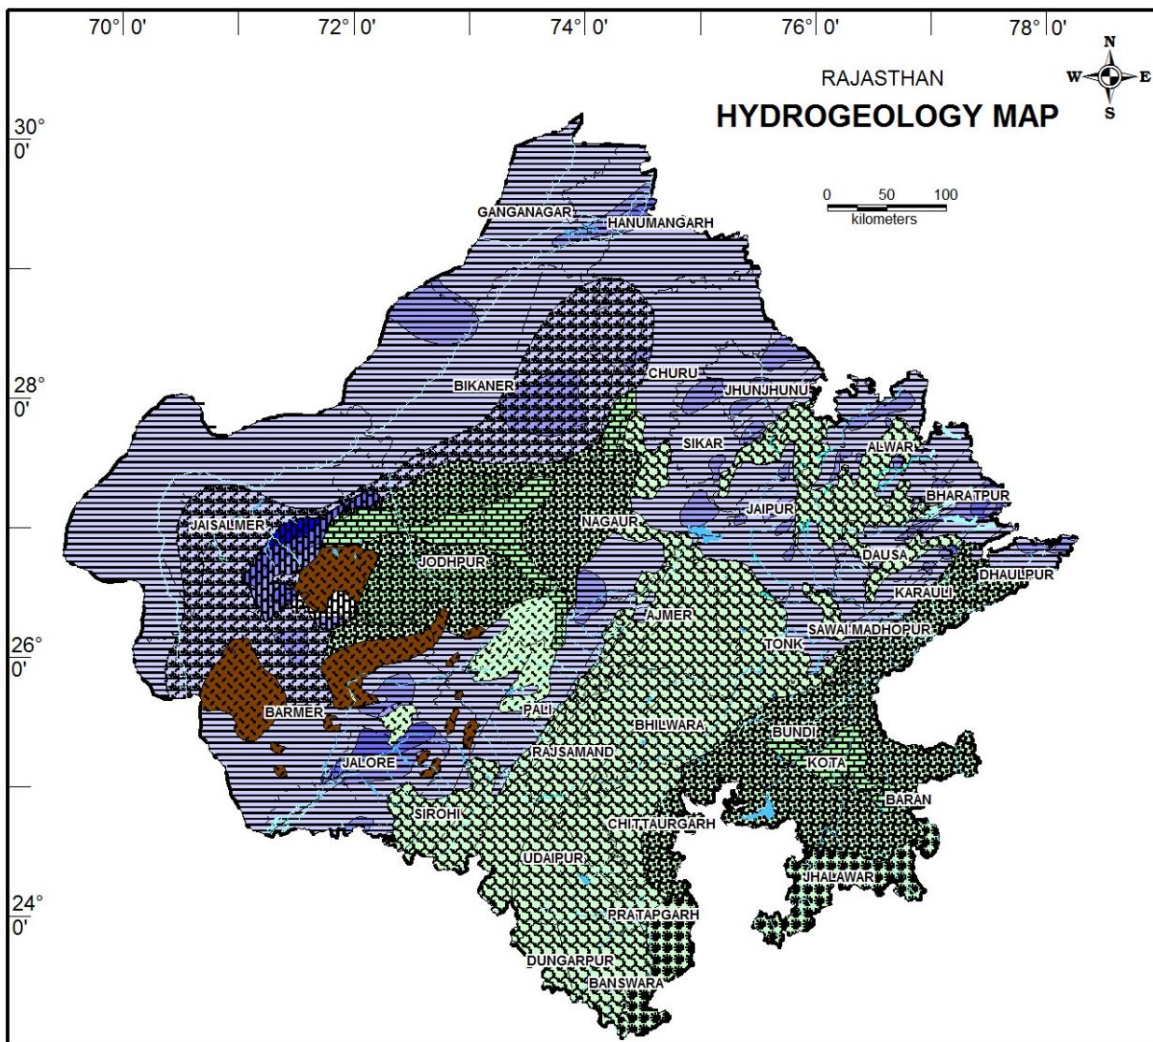 70° 0' 72° 0' 74° 0' 76° 0' 78° 0'
N
W E
S
RAJASTHAN
HYDROGEOLOGY MAP
30°
0'
0 50 100
kilometers
GANGANAGAR
HANUMANGARH
28°
0'
CHURU
BIKANER
JHUNJHUNU
SIKAR
ALWAR
BHARATPUR
JAISALMER
NAGAUR
JAIPUR
DAUSA
JODHPUR
DHAULPUR
KARAULI
AJMER
SAWAI MADHOPUR
26°
0'
TONK
BARMER
PALI
BHILWARA
BUNDI
RAJSAMAND
JALORE
KOTA
BARAN
SIROHI
CHITTAURGARH
UDAIPUR
JHALAWAR
24°
0'
PRATAPGARH
DUNGARPUR
BANSWARA